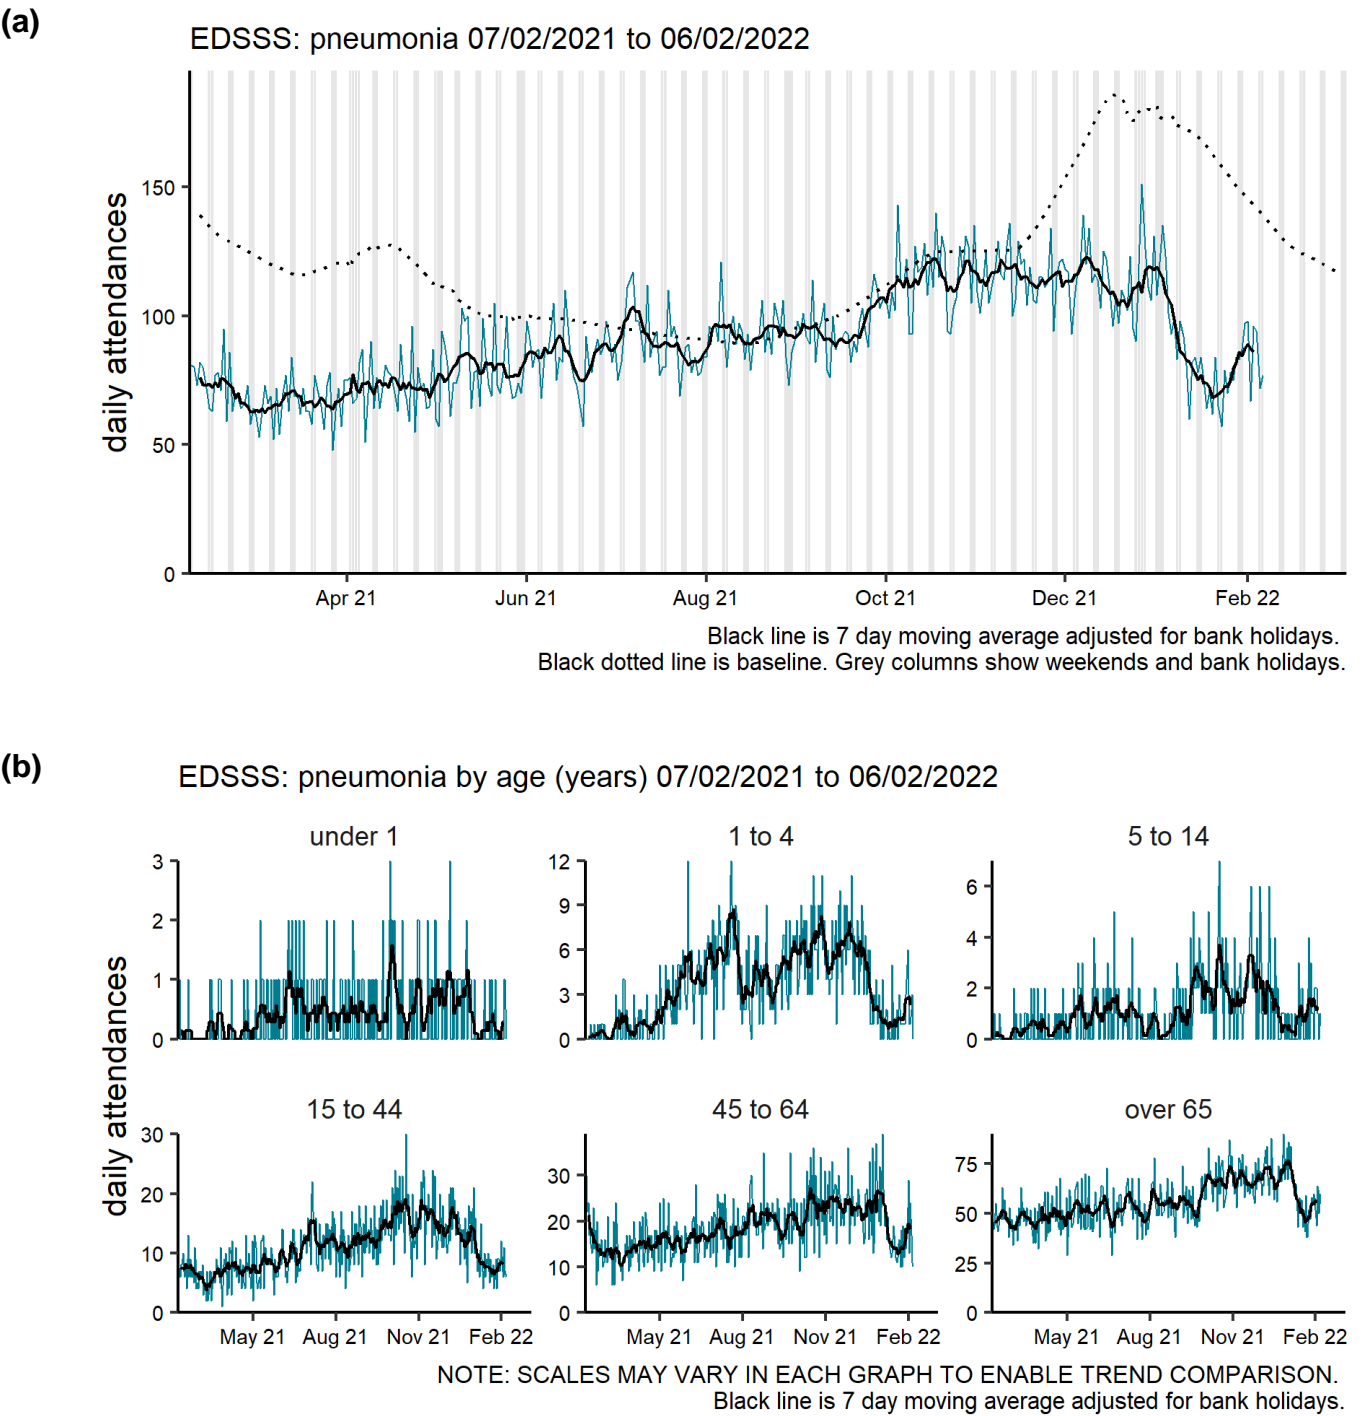 (a)
EDSSS: pneumonia 07/02/2021 to 06/02/2022
daily attendances
150
100
50
0
Apr 21
Jun 21
Aug 21
Oct 21
Dec 21
Feb 22
Black line is 7 day moving average adjusted for bank holidays.
Black dotted line is baseline. Grey columns show weekends and bank holidays.
(b)
EDSSS: pneumonia by age (years) 07/02/2021 to 06/02/2022
daily attendances
under 1
3
2
1
0
1 to 4
12
9
6
3
0
5 to 14
6
4
2
0
15 to 44
30
20
10
0
May 21
Aug 21
Nov 21
Feb 22
45 to 64
30
20
10
0
May 21
Aug 21
Nov 21
Feb 22
over 65
75
50
25
0
May 21
Aug 21
Nov 21
Feb 22
NOTE: SCALES MAY VARY IN EACH GRAPH TO ENABLE TREND COMPARISON.
Black line is 7 day moving average adjusted for bank holidays.